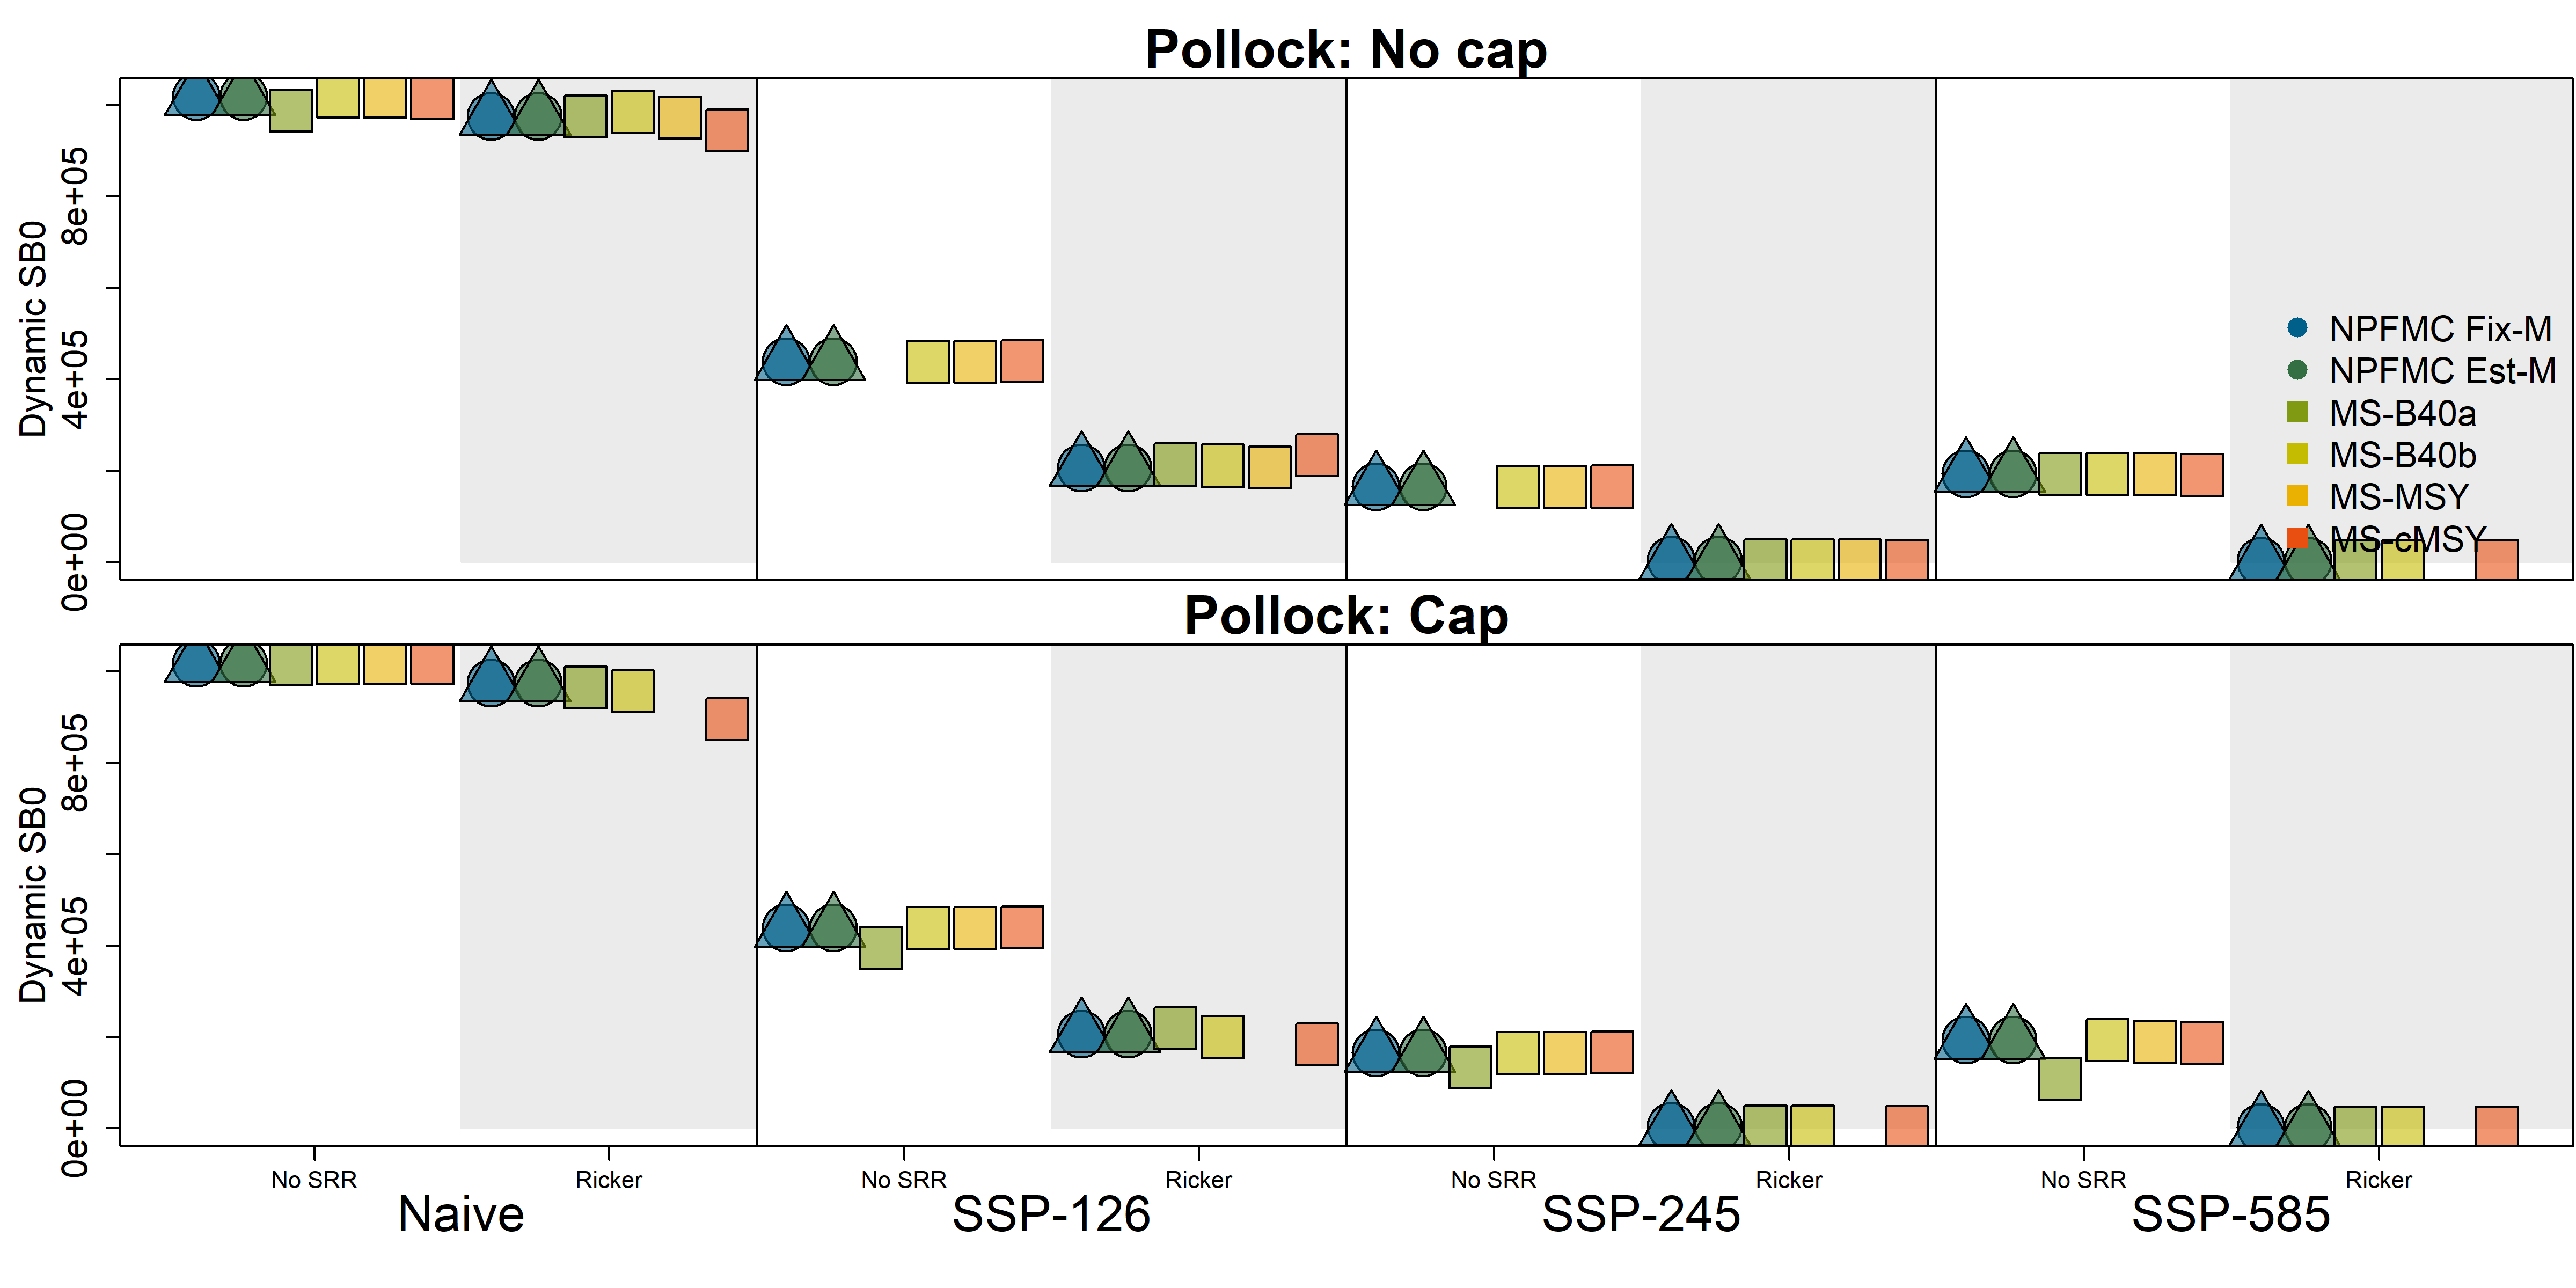 Pollock: No cap
Dynamic SB0
8e+05
4e+05
0e+00
NPFMC Fix-M
NPFMC Est-M
MS-B40a
MS-B40b
MS-MSY
MS-cMSY
Pollock: Cap
Dynamic SB0
8e+05
4e+05
0e+00
No SRR Ricker No SRR Ricker No SRR Ricker No SRR Ricker
Naive SSP-126 SSP-245 SSP-585